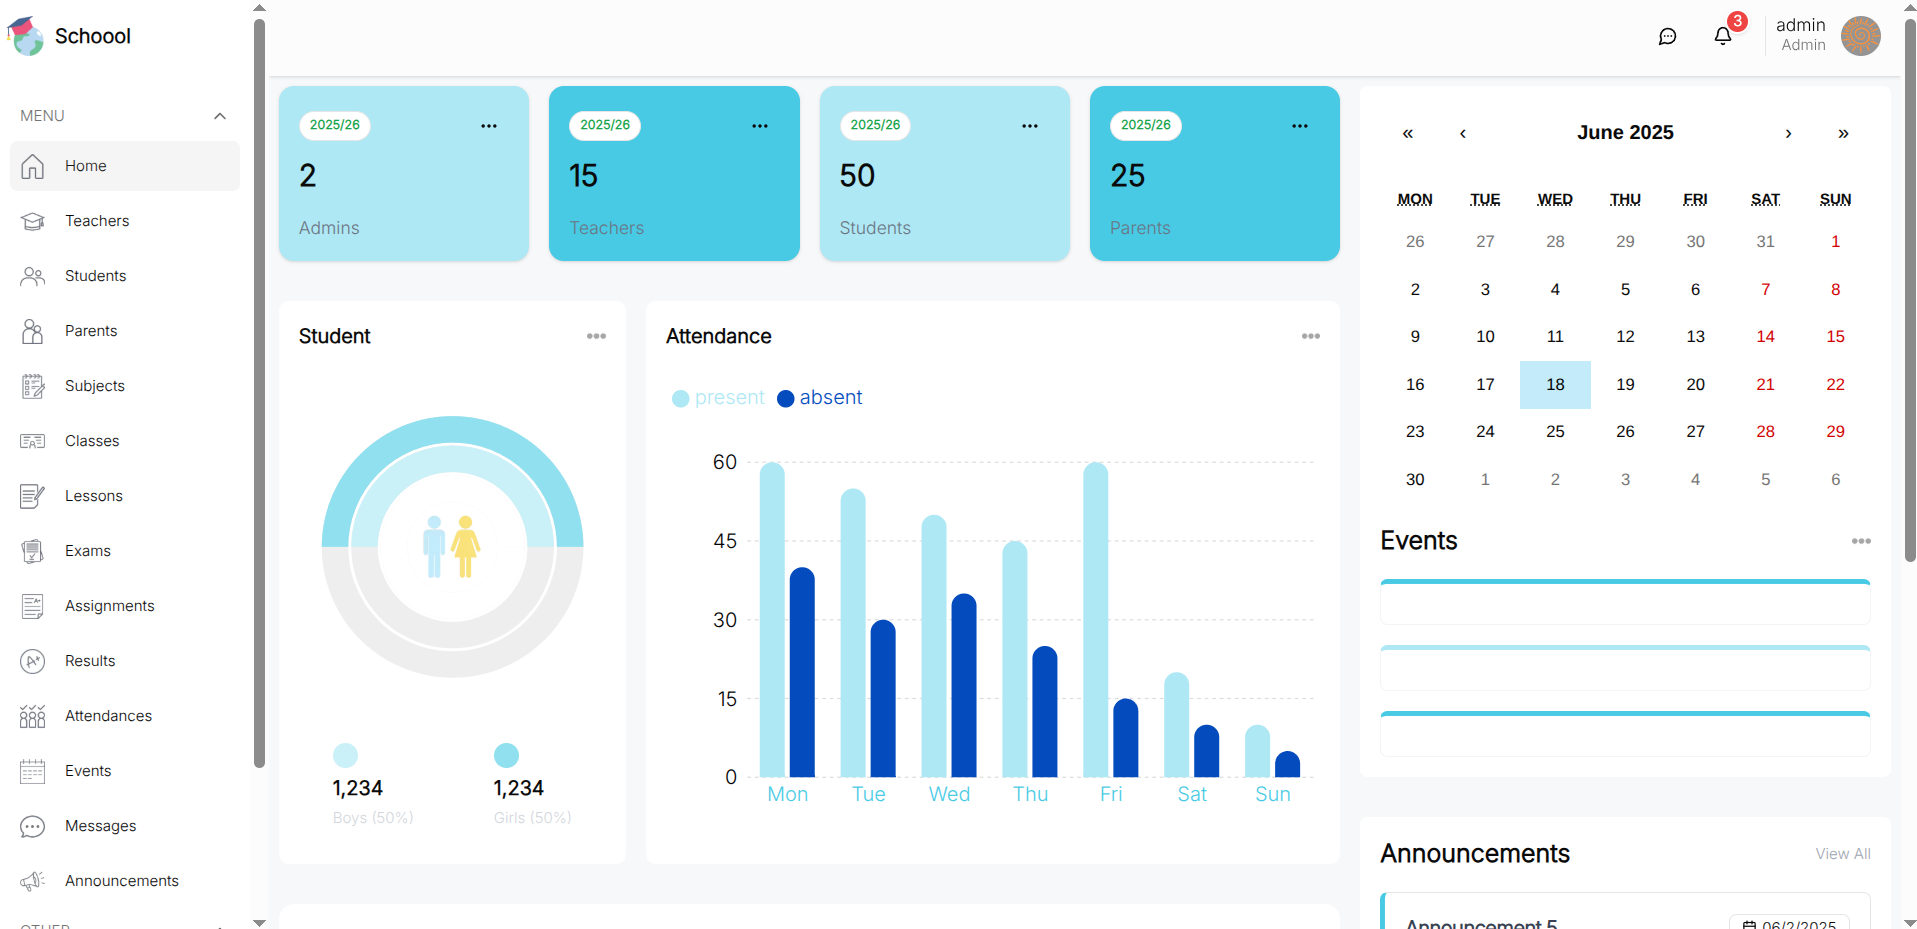 Schoool
MENU
Home
Teachers
Students
Parents
Subjects
Classes
Lessons
Exams
Assignments
Results
Attendances
Events
Messages
Announcements
OTHER
3
admin
Admin
2025/26
2
Admins
2025/26
15
Teachers
2025/26
50
Students
2025/26
25
Parents
Student
1,234
Boys (50%)
1,234
Girls (50%)
Attendance
present absent
60
45
30
15
0
Mon Tue Wed Thu Fri Sat Sun
« ‹ June 2025 › »
MON TUE WED THU FRI SAT SUN
26 27 28 29 30 31 1
2 3 4 5 6 7 8
9 10 11 12 13 14 15
16 17 18 19 20 21 22
23 24 25 26 27 28 29
30 1 2 3 4 5 6
Events
Announcements View All
Announcement 5 06/2/2025